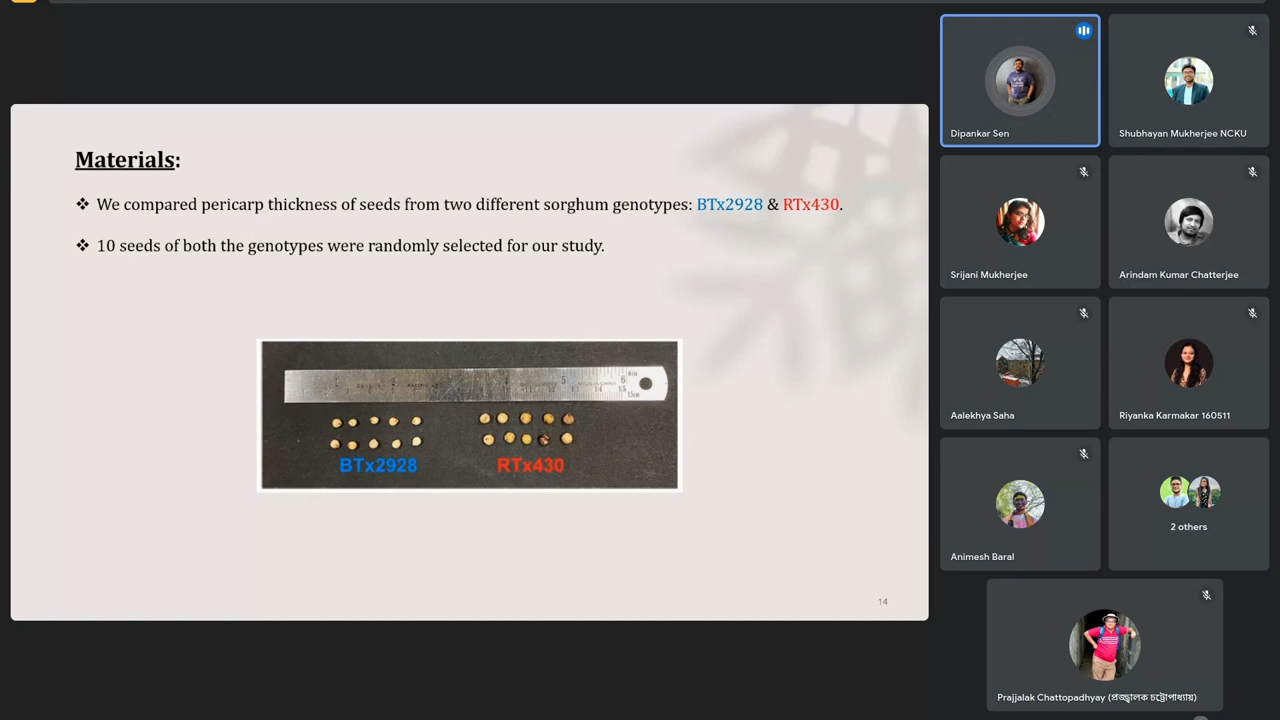 Materials:
❖ We compared pericarp thickness of seeds from two different sorghum genotypes: BTx2928 & RTx430.
❖ 10 seeds of both the genotypes were randomly selected for our study.
BTx2928
RTx430
14
Dipankar Sen
Shubhayan Mukherjee NCKU
Srijani Mukherjee
Arindam Kumar Chatterjee
Aalekhya Saha
Riyanka Karmakar 160511
Animesh Baral
2 others
Prajjalak Chattopadhyay (প্রজ্জ্বালক চট্টোপাধ্যায়)